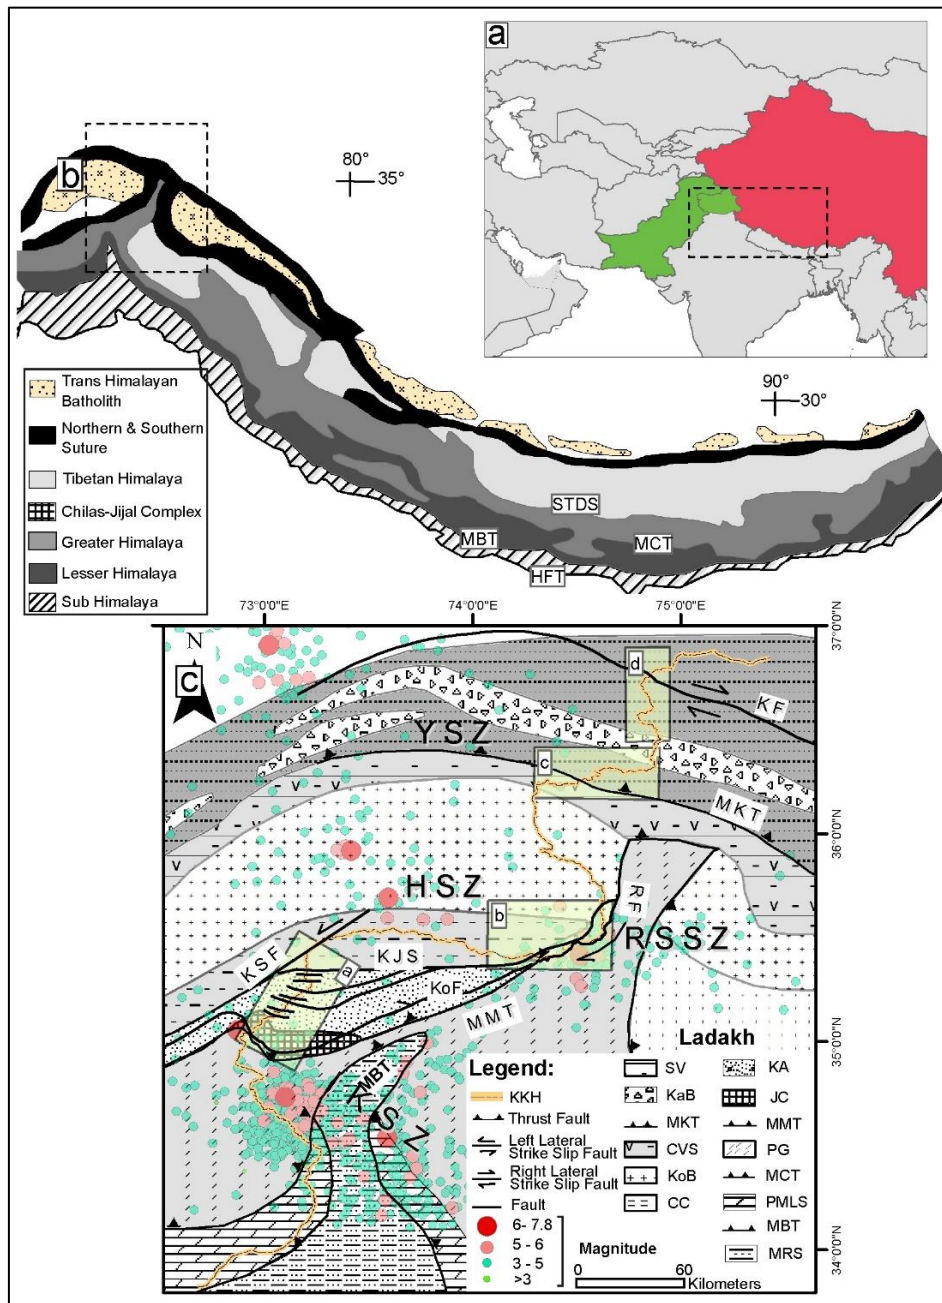 a
b
80°
35°
90°
30°
Trans Himalayan
Batholith
Northern & Southern
Suture
Tibetan Himalaya
Chilas-Jijal Complex
Greater Himalaya
Lesser Himalaya
Sub Himalaya
STDS
MBT
MCT
HFT
73°0'0"E
74°0'0"E
75°0'0"E
37°0'0"N
36°0'0"N
35°0'0"N
34°0'0"N
N
C
d
KF
YSZ
c
MKT
HSZ
b
RF
RSSZ
KSF
a
KJS
KoF
MMT
MBT
KSZ
Ladakh
Legend:
KKH
Thrust Fault
Left Lateral
Strike Slip Fault
Right Lateral
Strike Slip Fault
Fault
6- 7.8
5 - 6
3 - 5
>3
Magnitude
SV
KaB
MKT
CVS
KoB
CC
KA
JC
MMT
PG
MCT
PMLS
MBT
MRS
0 60
Kilometers